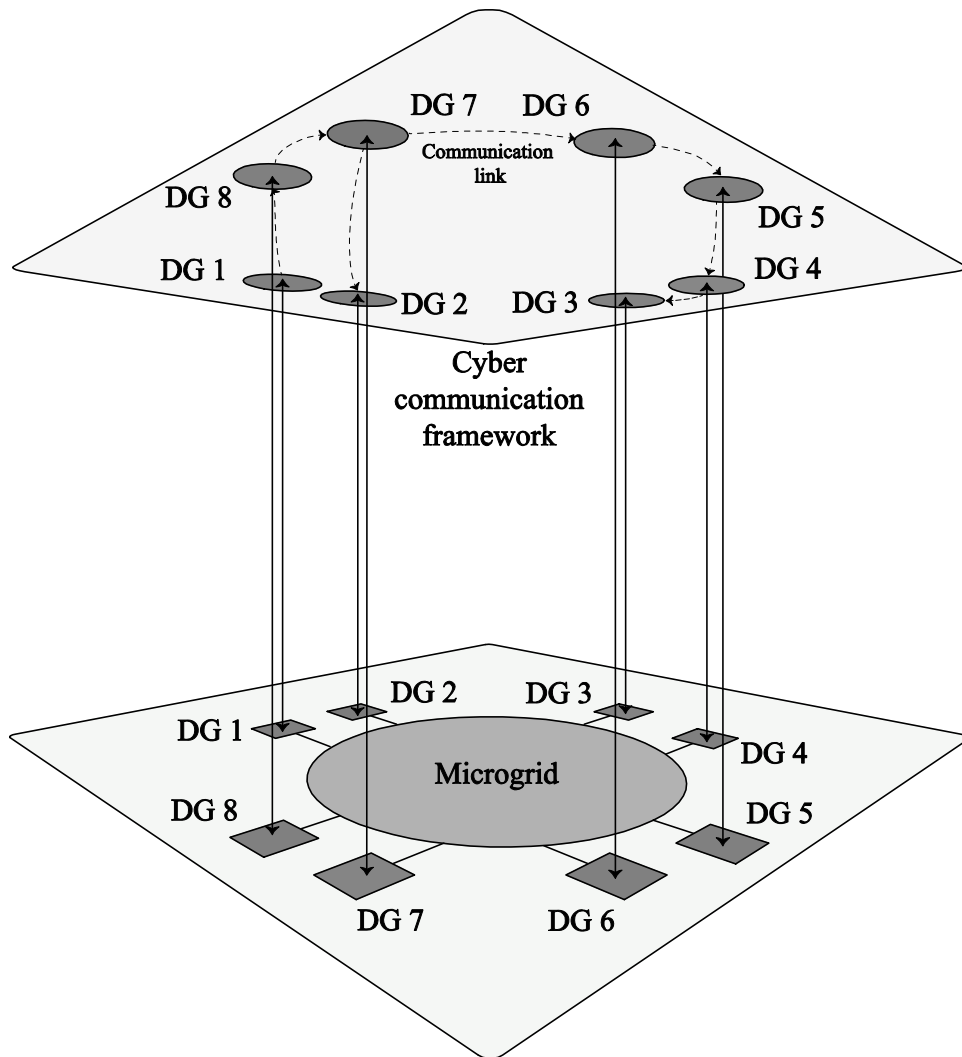 DG 7
DG 6
Communication
link
DG 8
DG 5
DG 1
DG 4
DG 2
DG 3
Cyber
communication
framework
DG 2
DG 3
DG 1
DG 4
Microgrid
DG 8
DG 5
DG 7
DG 6